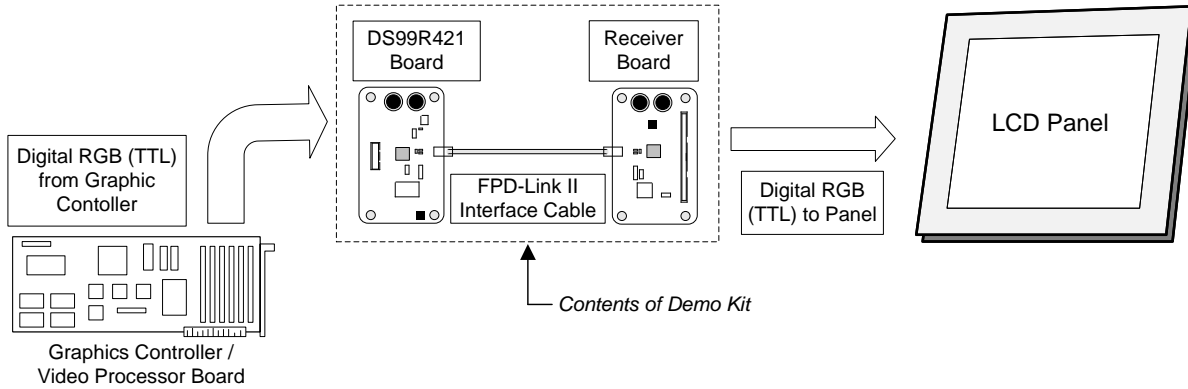 DS99R421
Board
Receiver
Board
LCD Panel
Digital RGB (TTL)
from Graphic
Contoller
FPD-Link II
Interface Cable
Digital RGB
(TTL) to Panel
Contents of Demo Kit
Graphics Controller /
Video Processor Board